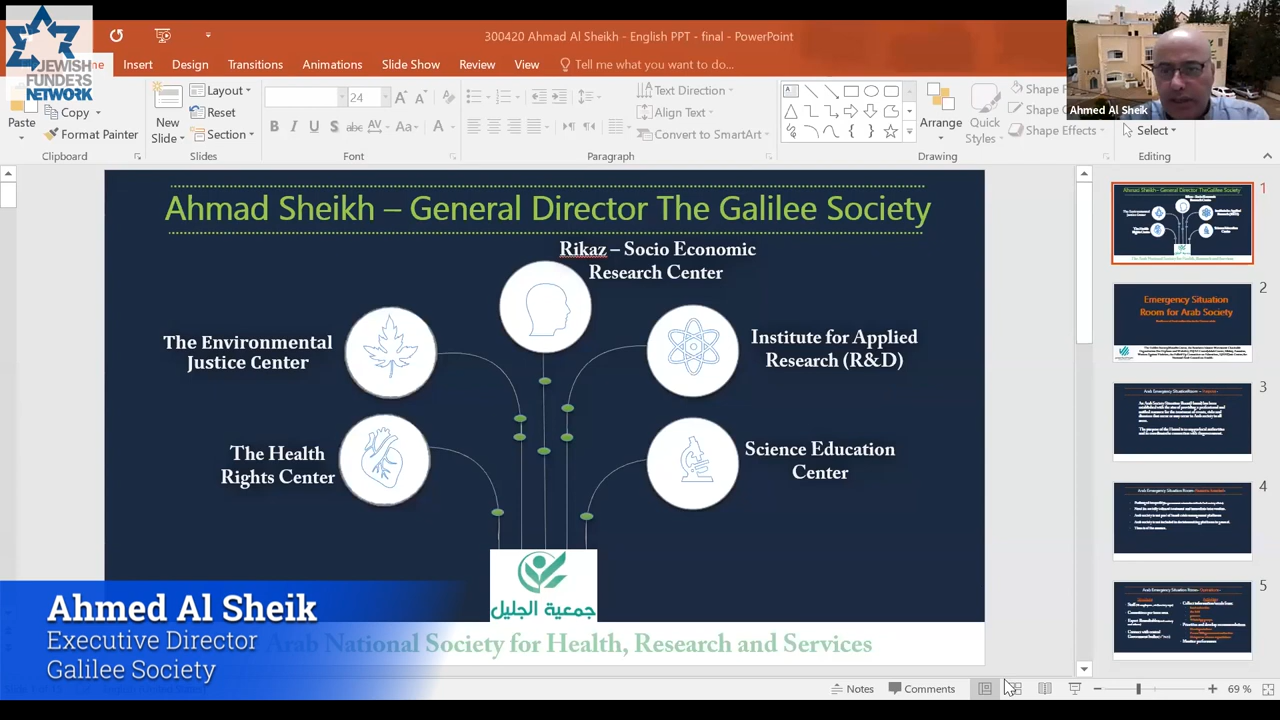 JEWISH
FUNDERS
NETWORK
300420 Ahmad Al Sheikh - English PPT - final - PowerPoint
Insert
Design
Transitions
Animations
Slide Show
Review
View
Tell me what you want to do...
Ahmed Al Sheik
Paste
Copy
Format Painter
Clipboard
New
Slide
Layout
Reset
Section
Slides
24
Font
Text Direction
Align Text
Convert to SmartArt
Paragraph
Arrange
Quick
Styles
Shape Effects
Drawing
Select
Editing
Ahmad Sheikh – General Director The Galilee Society
Rikaz – Socio Economic
Research Center
The Environmental
Justice Center
Institute for Applied
Research (R&D)
The Health
Rights Center
Science Education
Center
جمعية الجليل
Arab National
for Health, Research and Services
Ahmed Al Sheik
Executive Director
Galilee Society
1
2
Emergency Situation
Room for Arab Society
3
4
5
Notes
Comments
69 %